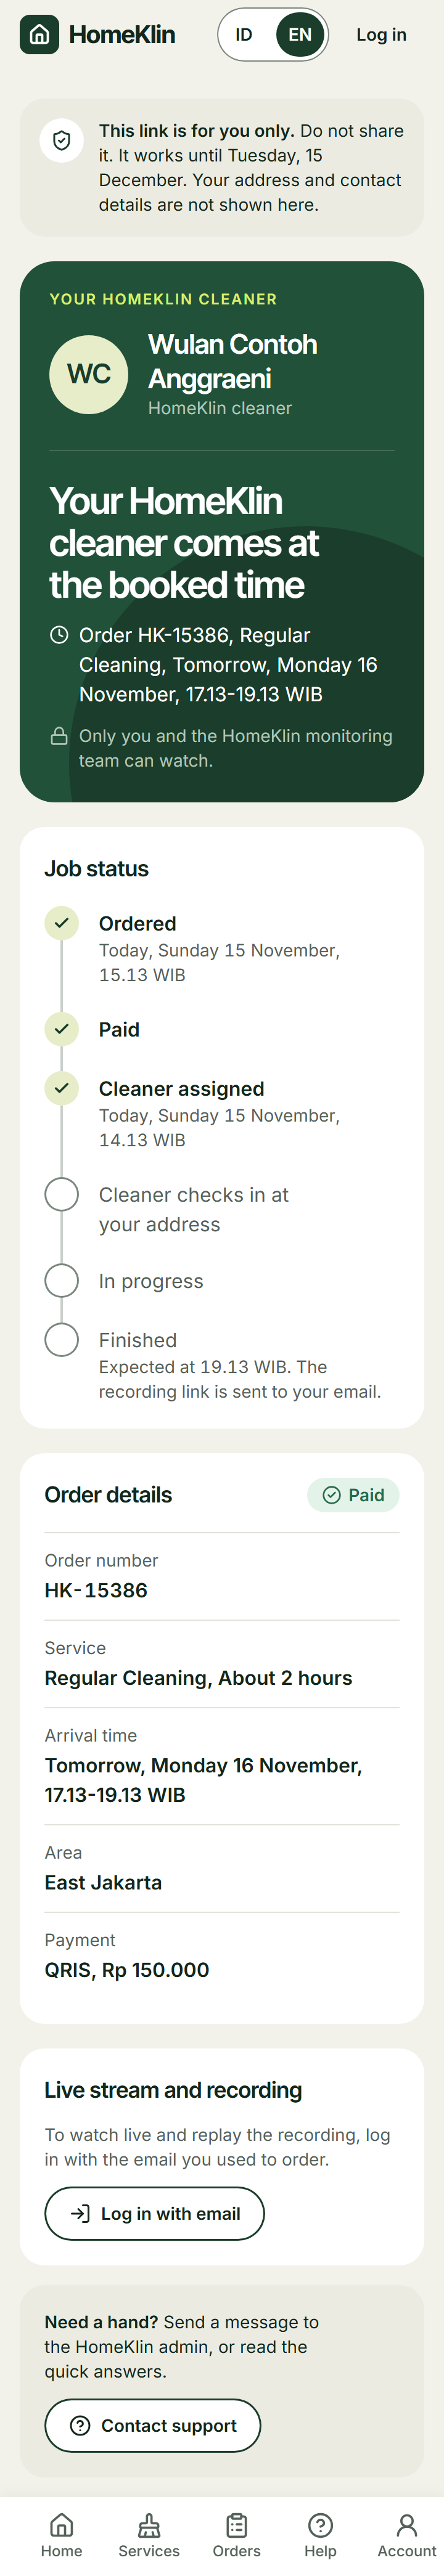 HomeKlin
ID
EN
Log in
This link is for you only. Do not share
it. It works until Tuesday, 15
December. Your address and contact
details are not shown here.
YOUR HOMEKLIN CLEANER
WC
Wulan Contoh
Anggraeni
HomeKlin cleaner
Your HomeKlin
cleaner comes at
the booked time
Order HK-15386, Regular
Cleaning, Tomorrow, Monday 16
November, 17.13-19.13 WIB
Only you and the HomeKlin monitoring
team can watch.
Job status
Ordered
Today, Sunday 15 November,
15.13 WIB
Paid
Cleaner assigned
Today, Sunday 15 November,
14.13 WIB
Cleaner checks in at
your address
In progress
Finished
Expected at 19.13 WIB. The
recording link is sent to your email.
Order details
Paid
Order number
HK-15386
Service
Regular Cleaning, About 2 hours
Arrival time
Tomorrow, Monday 16 November,
17.13-19.13 WIB
Area
East Jakarta
Payment
QRIS, Rp 150.000
Live stream and recording
To watch live and replay the recording, log
in with the email you used to order.
Log in with email
Need a hand? Send a message to
the HomeKlin admin, or read the
quick answers.
Contact support
Home
Services
Orders
Help
Account